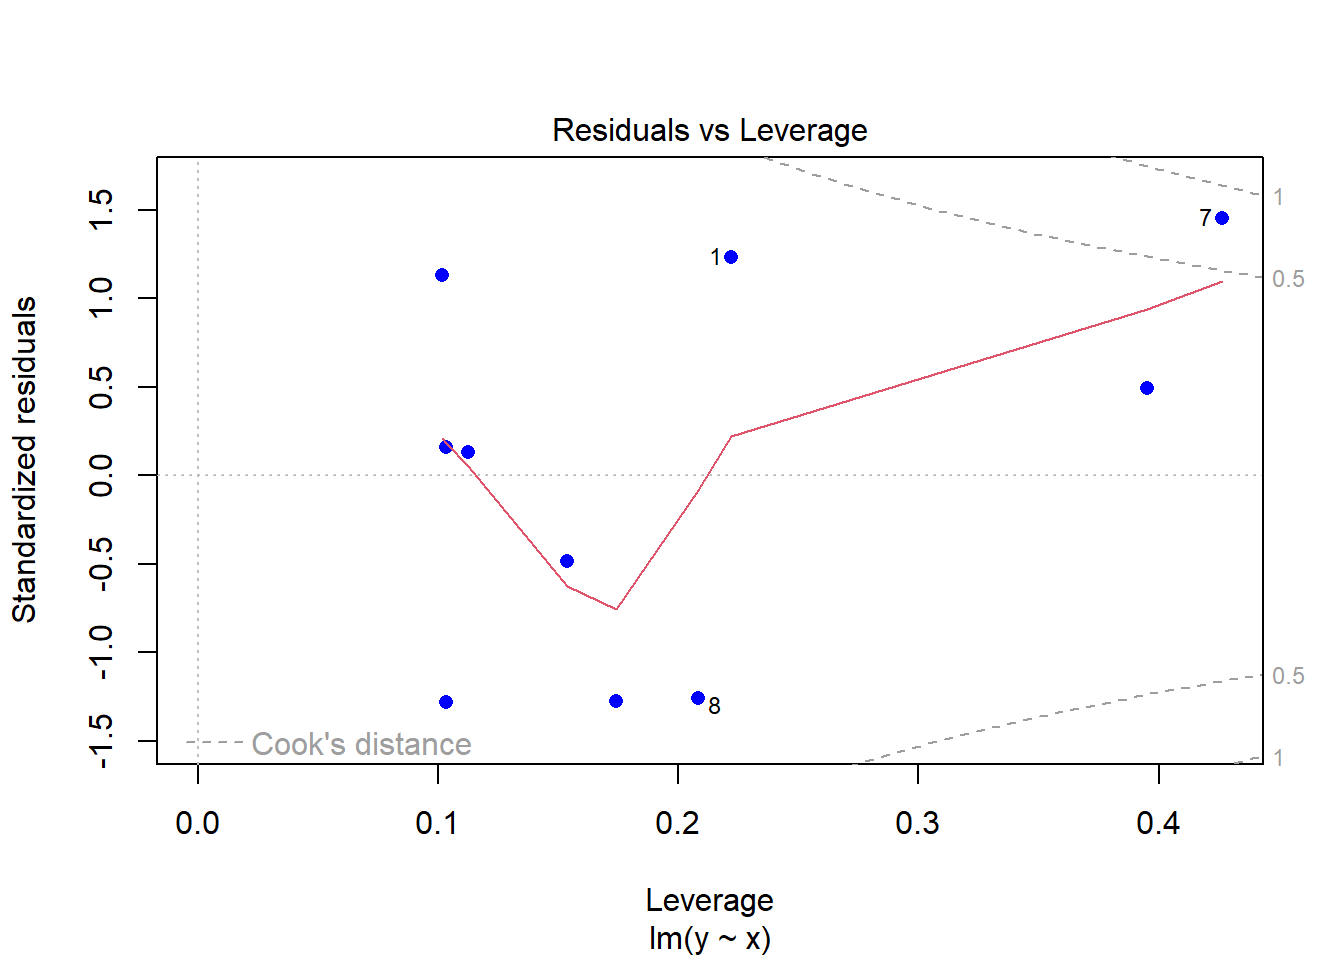 Residuals vs Leverage
Standardized residuals
1.5
1.0
0.5
0.0
-0.5
-1.0
-1.5
1
7
8
1
0.5
0.5
1
Cook's distance
0.0 0.1 0.2 0.3 0.4
Leverage
lm(y ~ x)